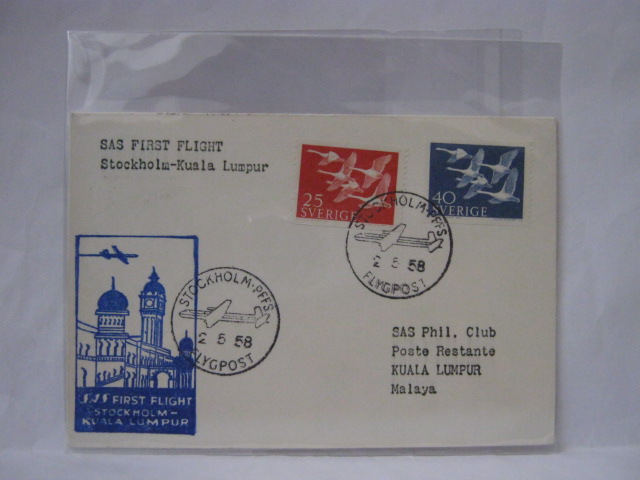 SAS FIRST FLIGHT
Stockholm-Kuala Lumpur
25
SVERIGE
40
SVERIGE
STOCKHOLM-PFFS.
2 5 58
FLYGPOST
STOCKHOLM-PFFS.
2 5 58
FLYGPOST
SAS Phil, Club
Poste Restante
KUALA LUMPUR
Malaya
SAS FIRST FLIGHT
STOCKHOLM-
KUALA LUMPUR